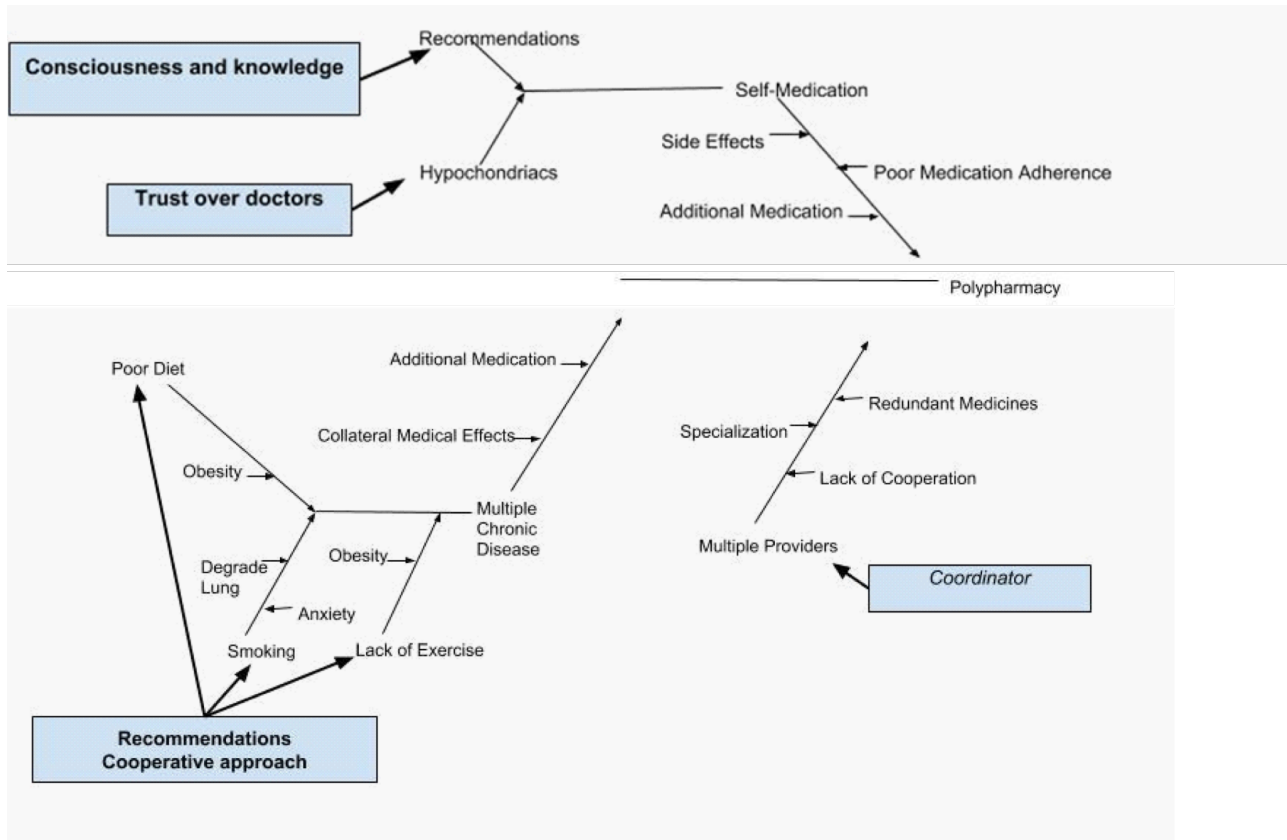 Recommendations
Consciousness and knowledge
Self-Medication
Side Effects
Poor Medication Adherence
Hypochondriacs
Trust over doctors
Additional Medication
Polypharmacy
Additional Medication
Poor Diet
Redundant Medicines
Specialization
Collateral Medical Effects
Obesity
Lack of Cooperation
Multiple
Chronic
Disease
Multiple Providers
Obesity
Degrade
Lung
Coordinator
Anxiety
Smoking
Lack of Exercise
Recommendations
Cooperative approach